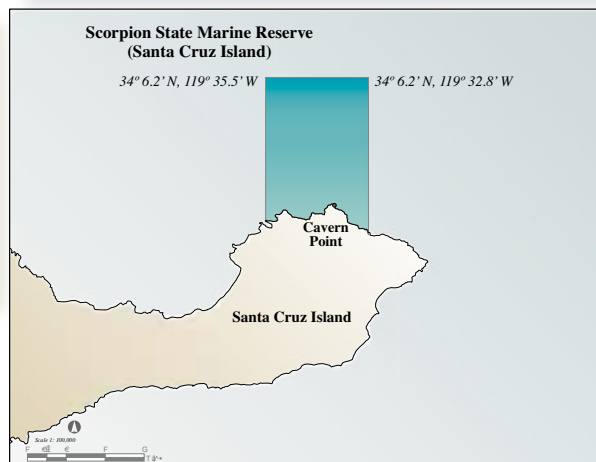 Scorpion State Marine Reserve
(Santa Cruz Island)
34º 6.2’ N, 119º 35.5’ W
34º 6.2’ N, 119º 32.8’ W
Cavern
Point
Santa Cruz Island
Scale 1: 100,000